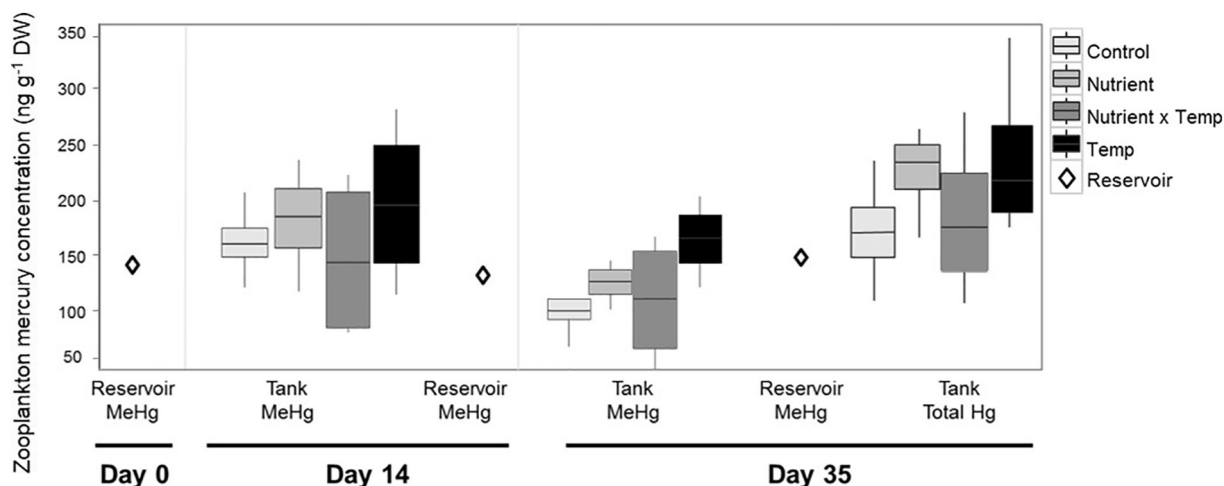 Zooplankton mercury concentration (ng g⁻¹ DW)
350
300
250
200
150
100
50
Control
Nutrient
Nutrient x Temp
Temp
Reservoir
Reservoir
MeHg
Tank
MeHg
Reservoir
MeHg
Tank
MeHg
Reservoir
MeHg
Tank
Total Hg
Day 0
Day 14
Day 35